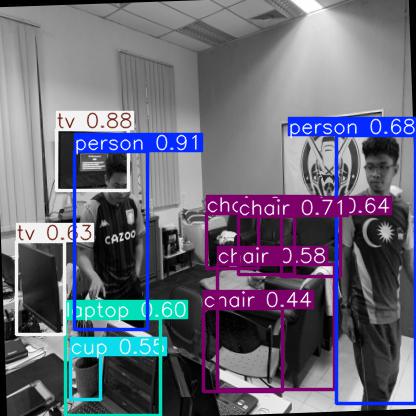 tv 0.88
person 0.91
person 0.68
chair 0.71
0.64
tv 0.63
CAZOO
chair 0.58
chair 0.44
laptop 0.60
cup 0.55